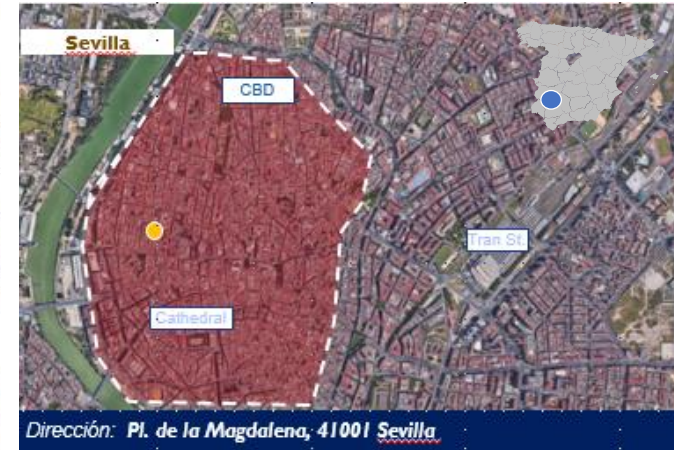 Sevilla
CBD
Tran St.
Cathedral
Dirección: Pl. de la Magdalena, 41001 Sevilla